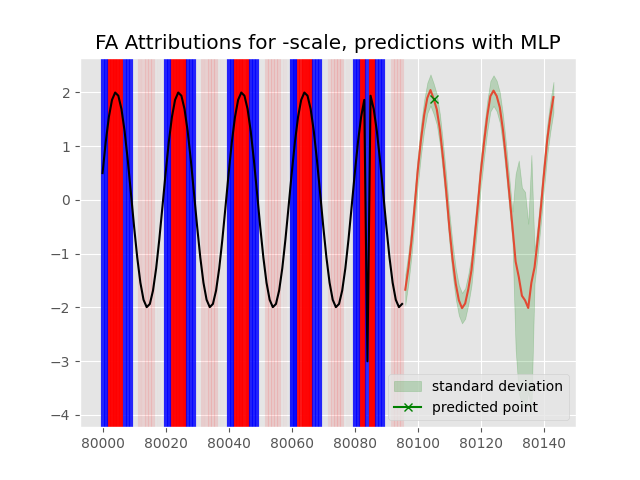 FA Attributions for -scale, predictions with MLP
2
1
0
−1
−2
−3
−4
standard deviation
predicted point
80000 80020 80040 80060 80080 80100 80120 80140